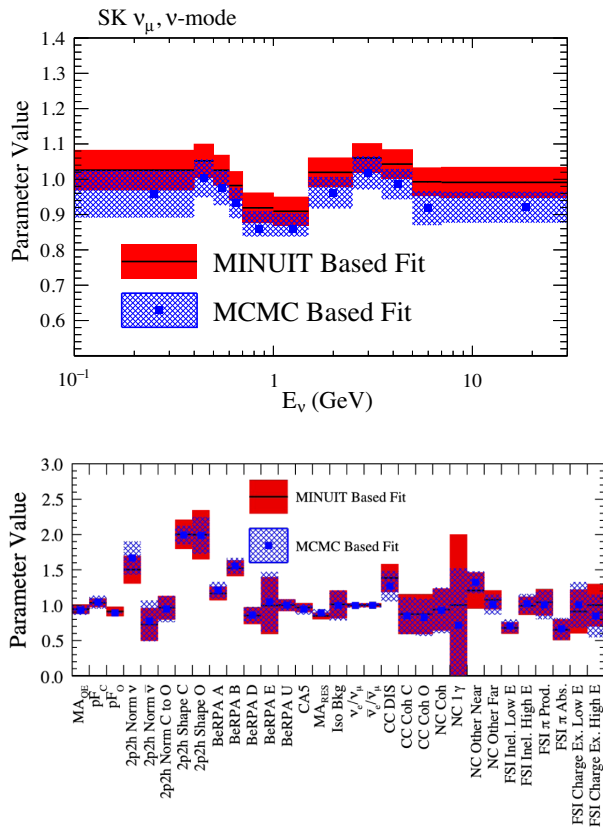 SK ν_μ, ν-mode
Parameter Value
1.4
1.3
1.2
1.1
1.0
0.9
0.8
0.7
0.6
MINUIT Based Fit
MCMC Based Fit
10⁻¹ 1 10
E_ν (GeV)
Parameter Value
3.0
2.5
2.0
1.5
1.0
0.5
0.0
MINUIT Based Fit
MCMC Based Fit
MA_QE
pF_C
pF_O
2p2h Norm ν
2p2h Norm ν̄
2p2h Norm C to O
2p2h Shape C
2p2h Shape O
BeRPA A
BeRPA B
BeRPA D
BeRPA E
BeRPA U
CA5
MA_RES
Iso Bkg
ν_e/ν_μ
ν̄_e/ν̄_μ
CC DIS
CC Coh C
CC Coh O
NC Coh
NC 1 γ
NC Other Near
NC Other Far
FSI Inel. Low E
FSI Inel. High E
FSI π Prod.
FSI π Abs.
FSI Charge Ex. Low E
FSI Charge Ex. High E